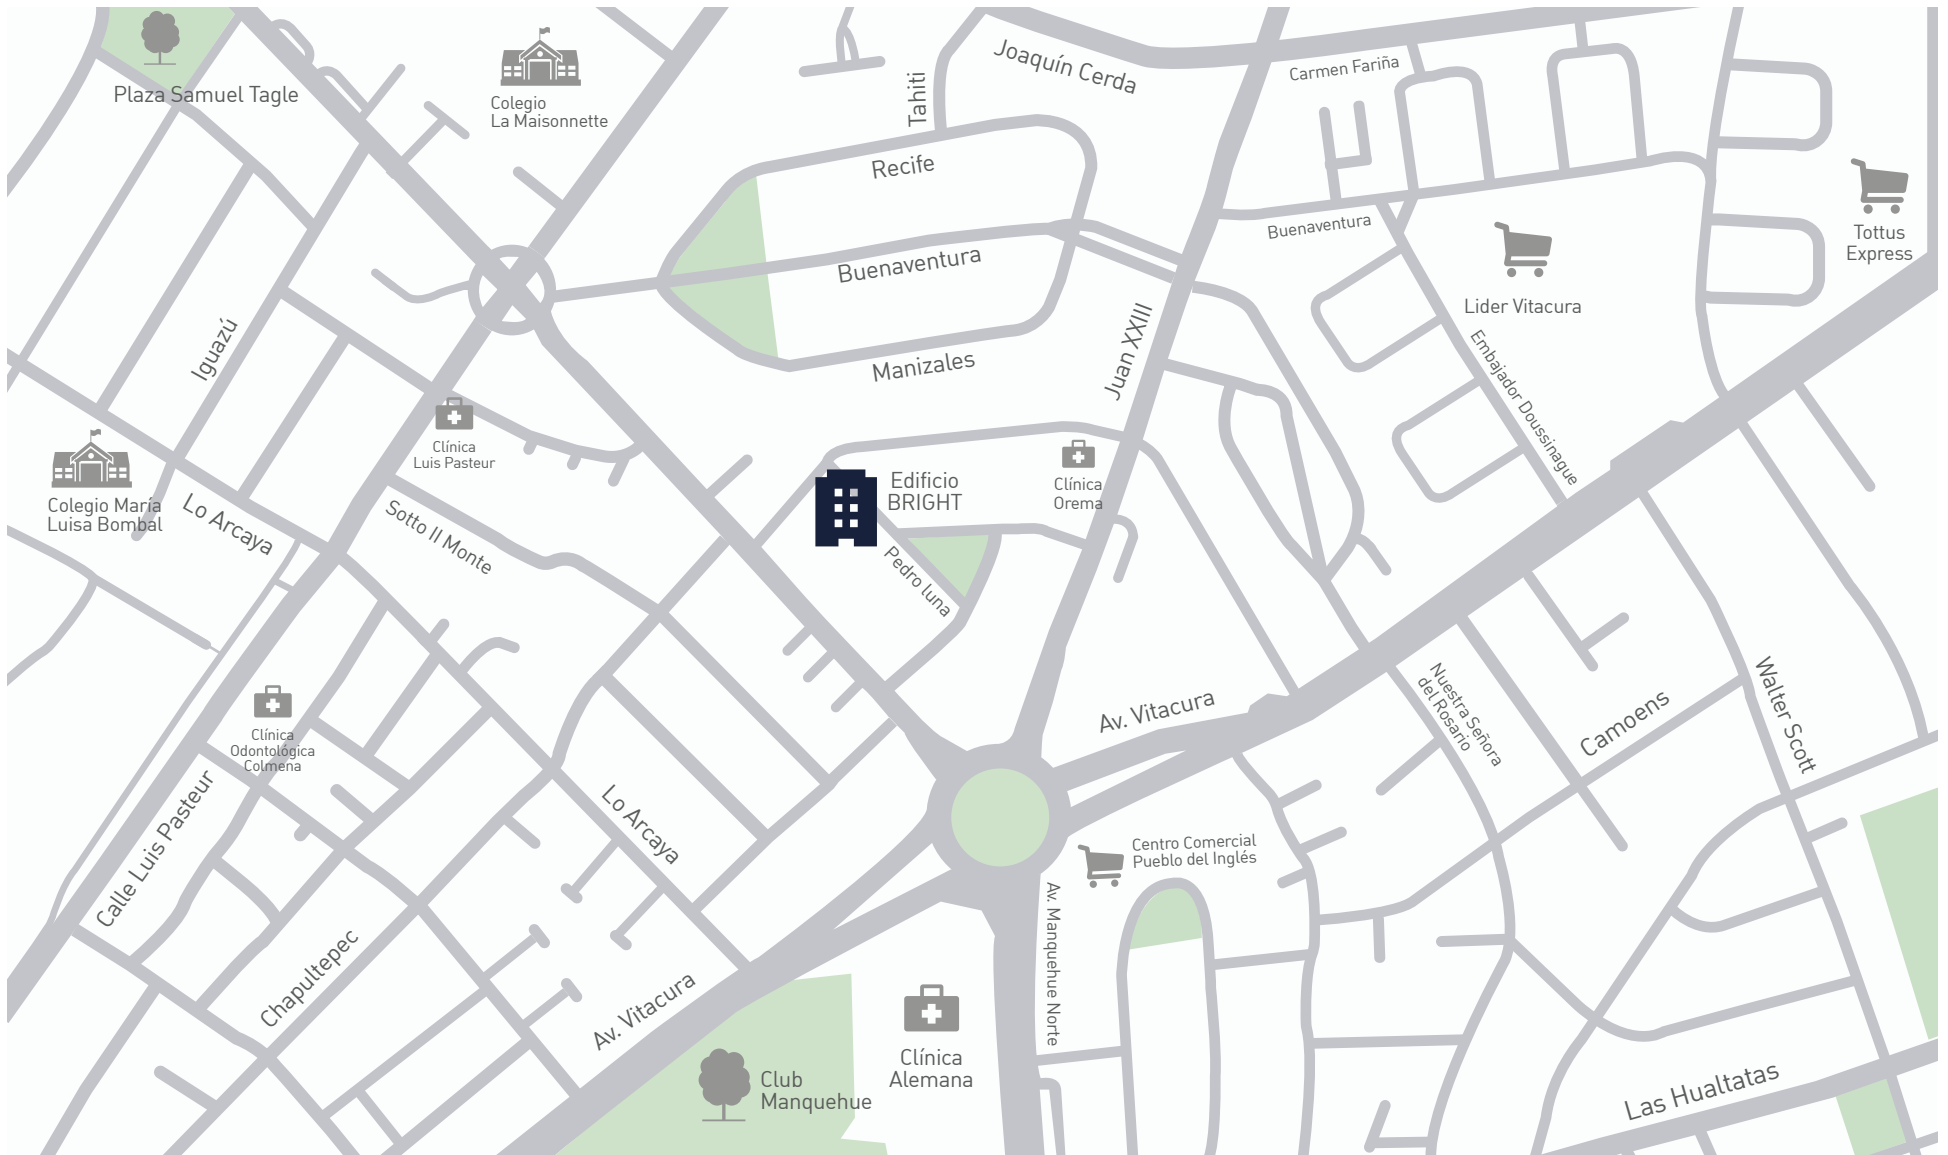 Plaza Samuel Tagle
Colegio
La Maisonnette
Tahiti
Joaquín Cerda
Carmen Fariña
Recife
Buenaventura
Buenaventura
Tottus
Express
Lider Vitacura
Iguazú
Manizales
Juan XXIII
Embajador Doussinague
Clínica
Luis Pasteur
Colegio María
Luisa Bombal
Lo Arcaya
Sotto II Monte
Edificio
BRIGHT
Clínica
Orema
Pedro luna
Clínica
Odontológica
Colmena
Av. Vitacura
Nuestra Señora
del Rosario
Camoens
Walter Scott
Calle Luis Pasteur
Lo Arcaya
Centro Comercial
Pueblo del Inglés
Av. Manquehue Norte
Chapultepec
Av. Vitacura
Clínica
Alemana
Club
Manquehue
Las Hualtatas